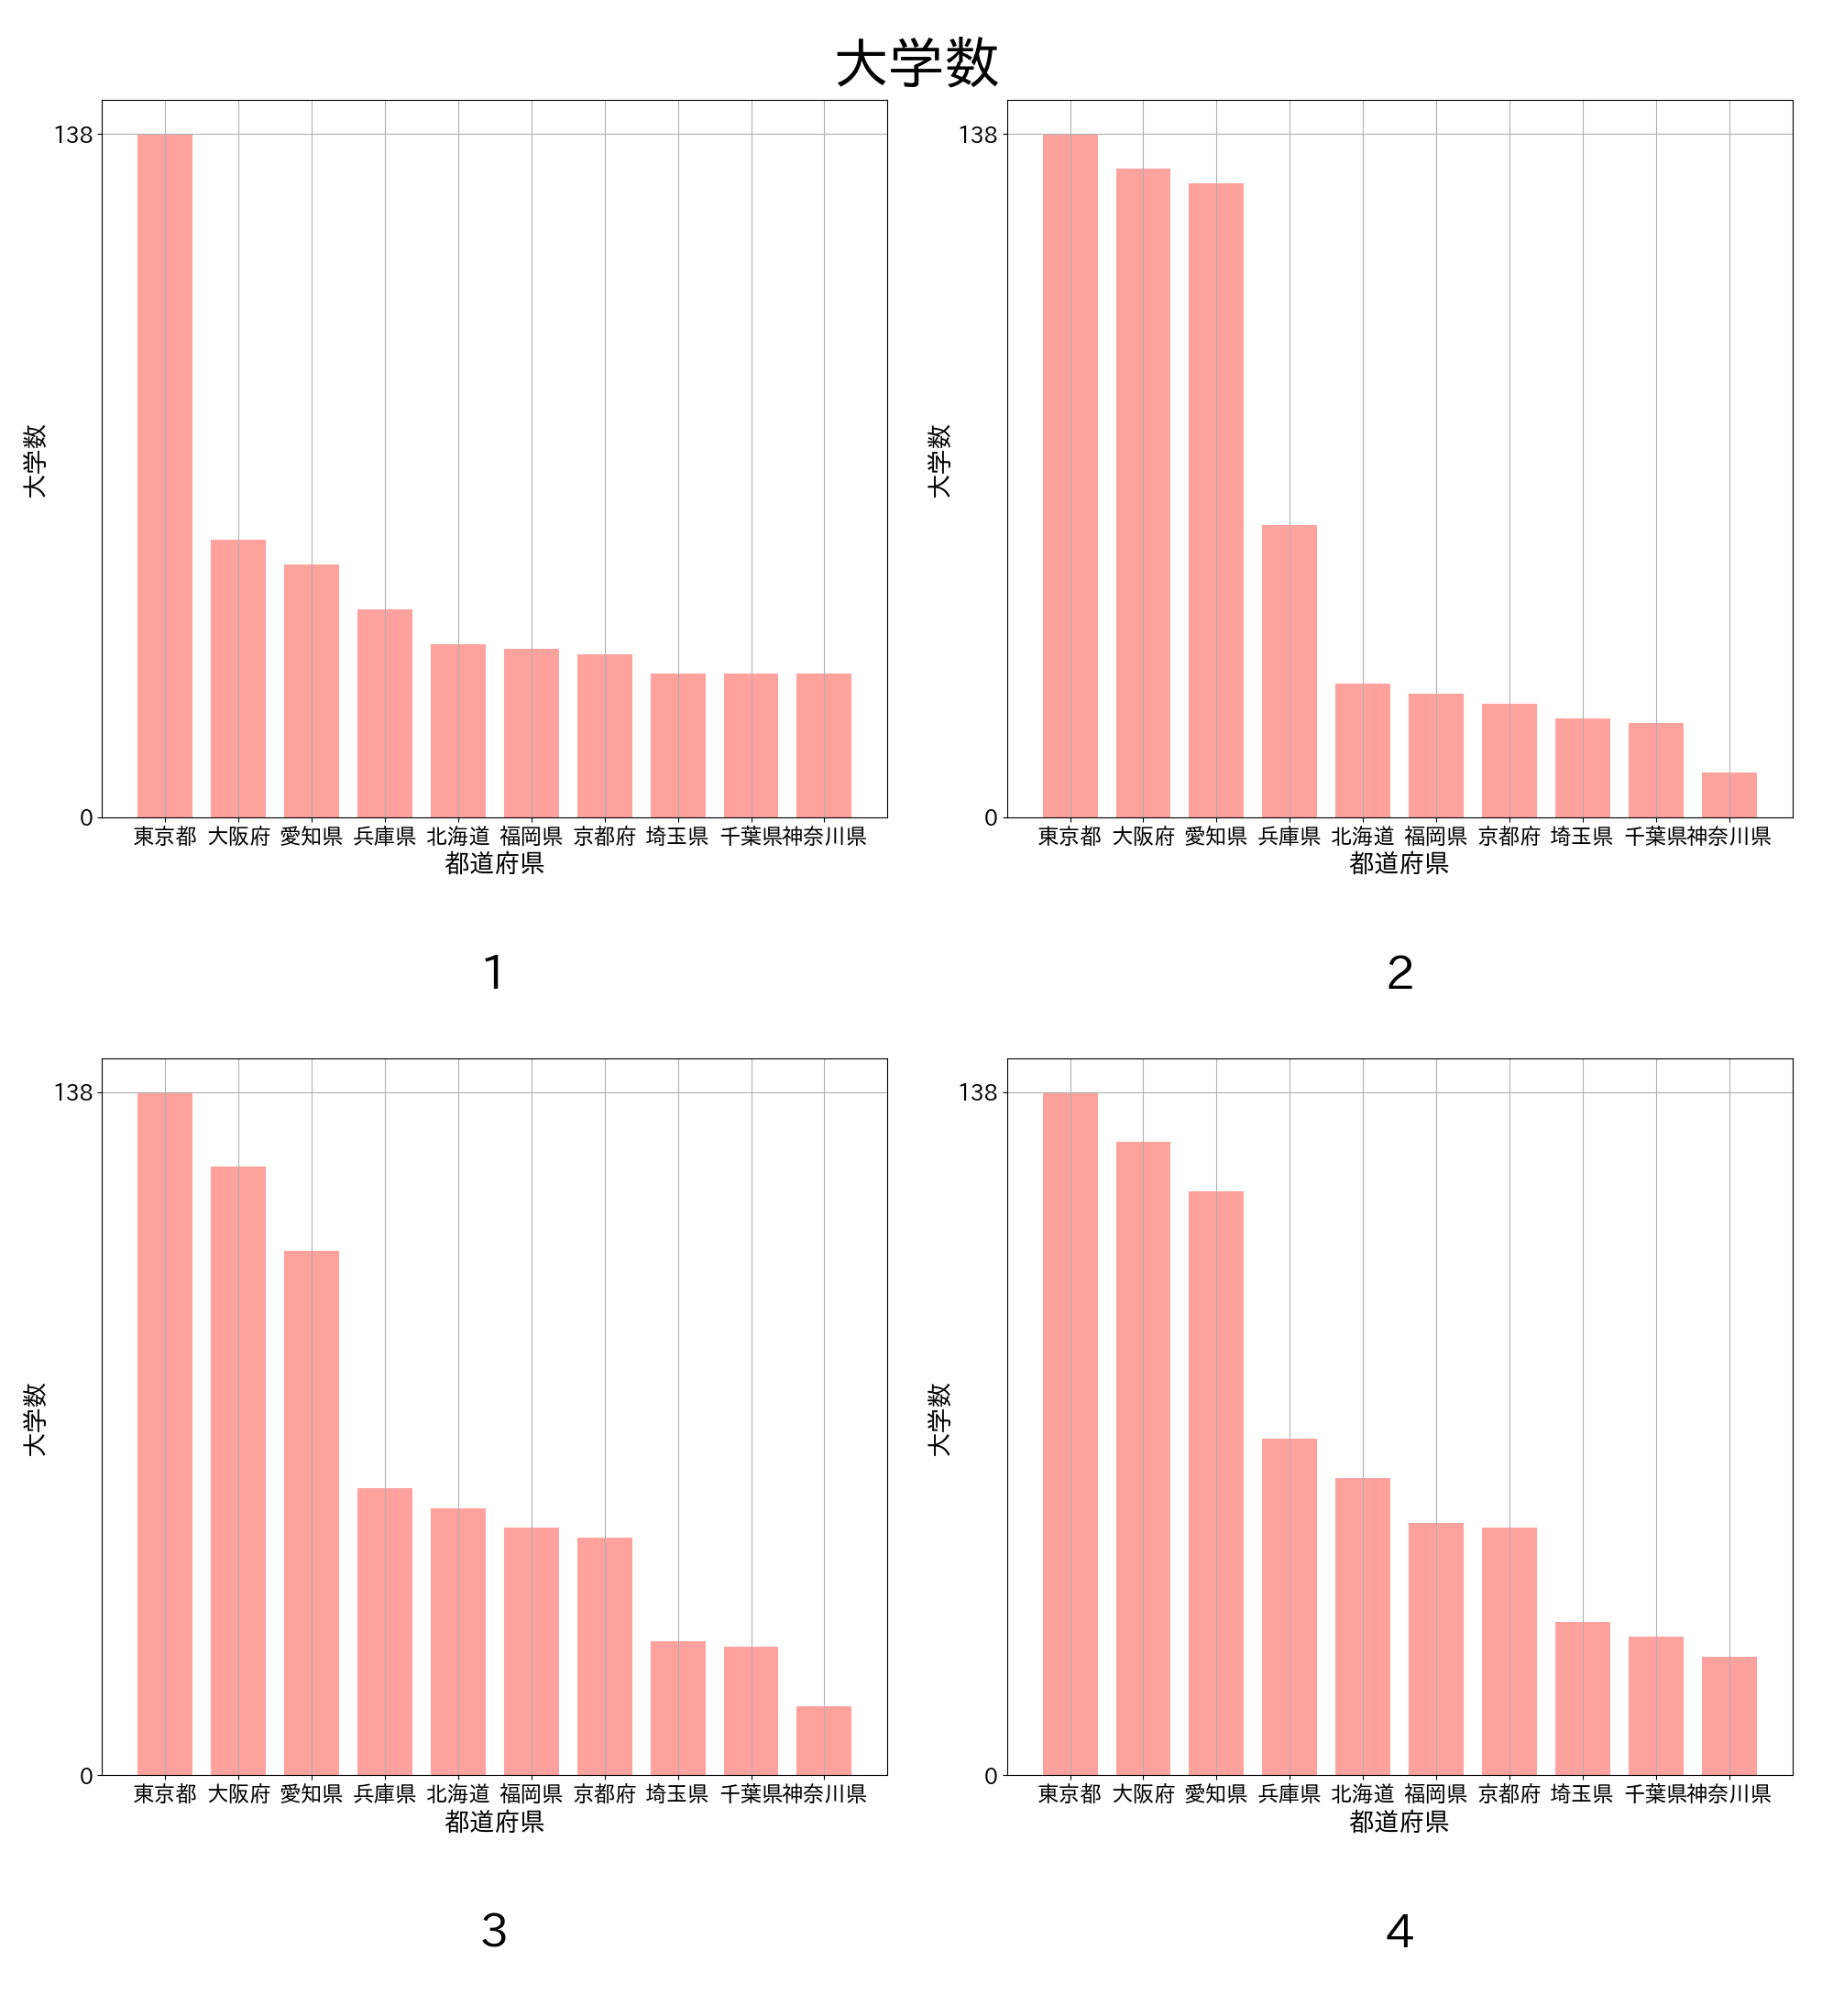 大学数
138
0
大学数
東京都 大阪府 愛知県 兵庫県 北海道 福岡県 京都府 埼玉県 千葉県 神奈川県
都道府県
1
138
0
大学数
東京都 大阪府 愛知県 兵庫県 北海道 福岡県 京都府 埼玉県 千葉県 神奈川県
都道府県
2
138
0
大学数
東京都 大阪府 愛知県 兵庫県 北海道 福岡県 京都府 埼玉県 千葉県 神奈川県
都道府県
3
138
0
大学数
東京都 大阪府 愛知県 兵庫県 北海道 福岡県 京都府 埼玉県 千葉県 神奈川県
都道府県
4